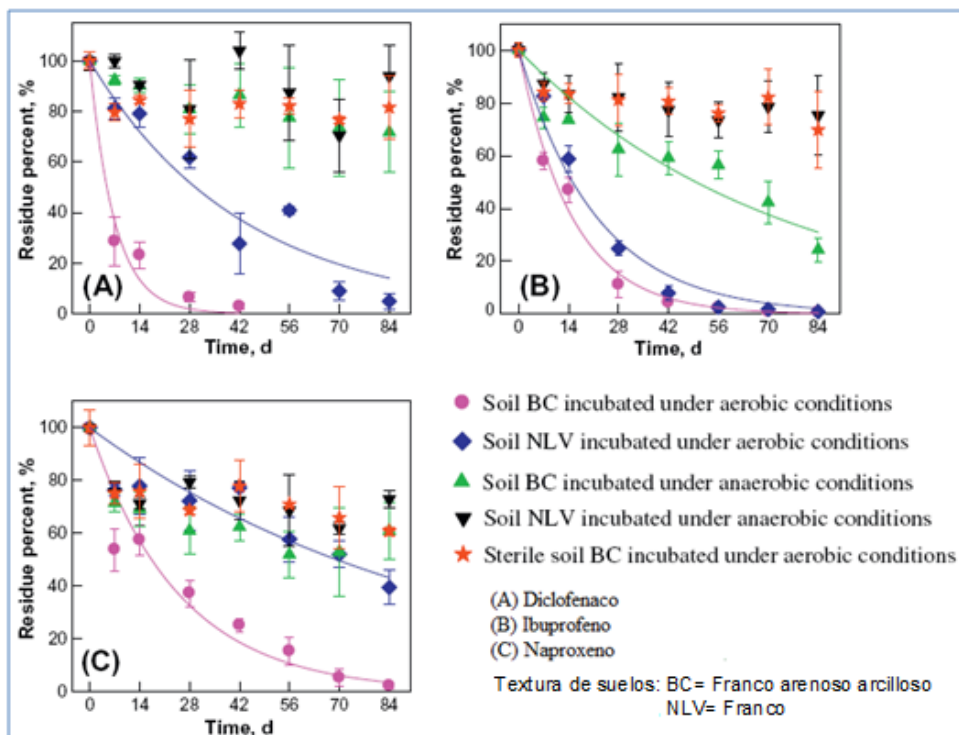 Residue percent, %
100
80
60
40
20
0
(A)
0 14 28 42 56 70 84
Time, d
Residue percent, %
100
80
60
40
20
0
(B)
0 14 28 42 56 70 84
Time, d
Residue percent, %
100
80
60
40
20
0
(C)
0 14 28 42 56 70 84
Time, d
Soil BC incubated under aerobic conditions
Soil NLV incubated under aerobic conditions
Soil BC incubated under anaerobic conditions
Soil NLV incubated under anaerobic conditions
Sterile soil BC incubated under aerobic conditions
(A) Diclofenaco
(B) Ibuprofeno
(C) Naproxeno
Textura de suelos: BC= Franco arenoso arcilloso
NLV= Franco